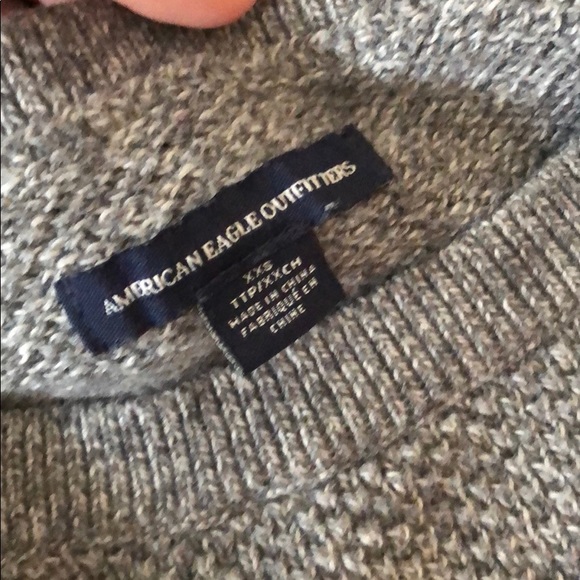 AMERICAN EAGLE OUTFITTERS
XXS
TTP/XXCH
MADE IN CHINA
FABRIQUE EN
CHINE